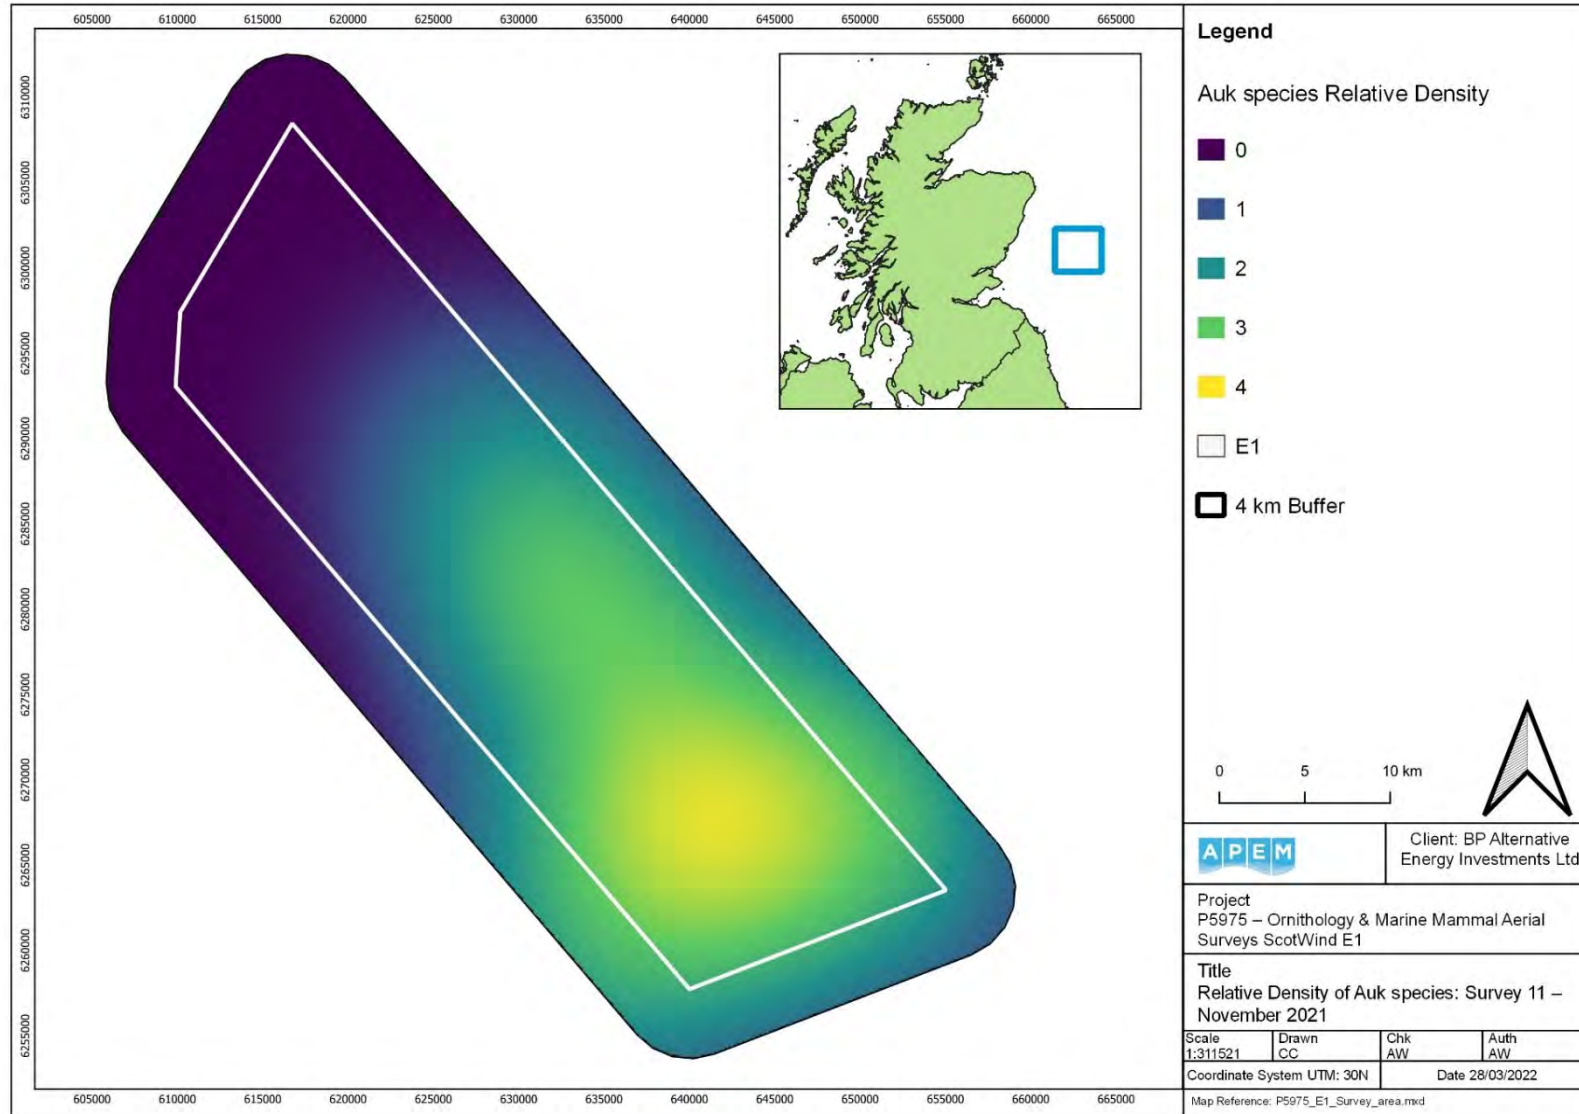 605000 610000 615000 620000 625000 630000 635000 640000 645000 650000 655000 660000 665000
6310000
6305000
6300000
6295000
6290000
6285000
6280000
6275000
6270000
6265000
6260000
6255000
605000 610000 615000 620000 625000 630000 635000 640000 645000 650000 655000 660000 665000
Legend
Auk species Relative Density
0
1
2
3
4
E1
4 km Buffer
0 5 10 km
APEM
Client: BP Alternative
Energy Investments Ltd
Project
P5975 – Ornithology & Marine Mammal Aerial
Surveys ScotWind E1
Title
Relative Density of Auk species: Survey 11 –
November 2021
Scale Drawn Chk Auth
1:311521 CC AW AW
Coordinate System UTM: 30N Date 28/03/2022
Map Reference: P5975_E1_Survey_area.mxd